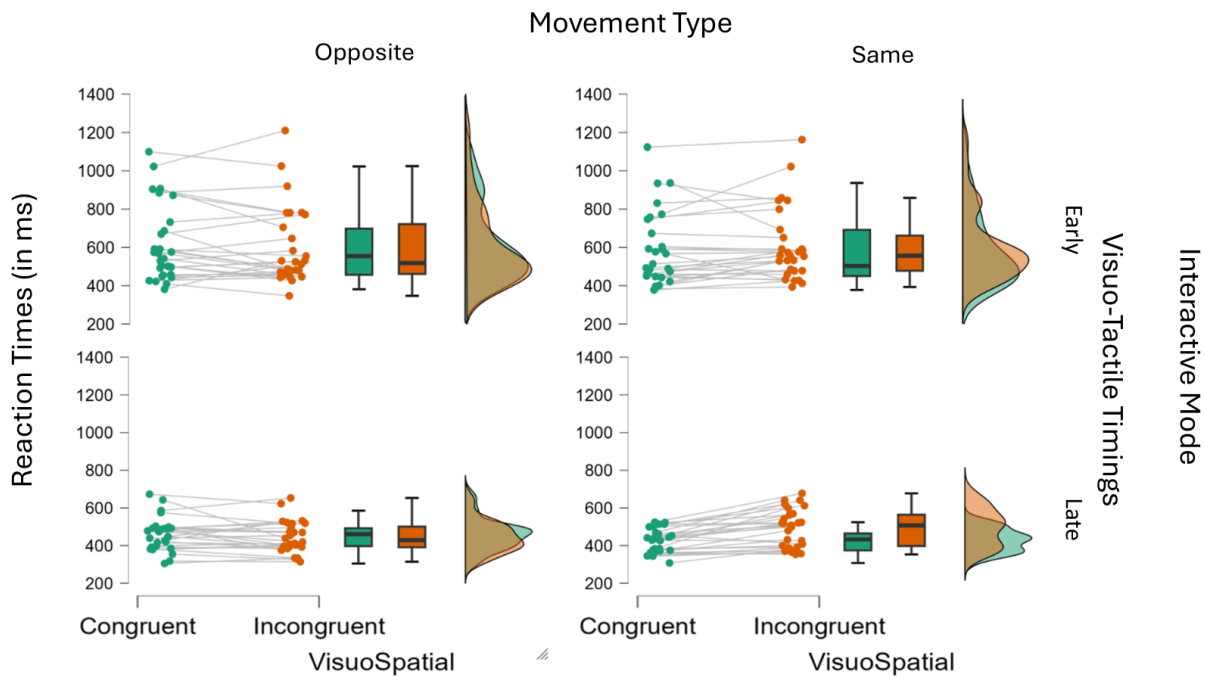 Movement Type
Opposite
Same
1400
1200
1000
800
600
400
200
1400
1200
1000
800
600
400
200
Early
1400
1200
1000
800
600
400
200
1400
1200
1000
800
600
400
200
Late
Reaction Times (in ms)
Visuo-Tactile Timings
Interactive Mode
Congruent Incongruent
VisuoSpatial
Congruent Incongruent
VisuoSpatial